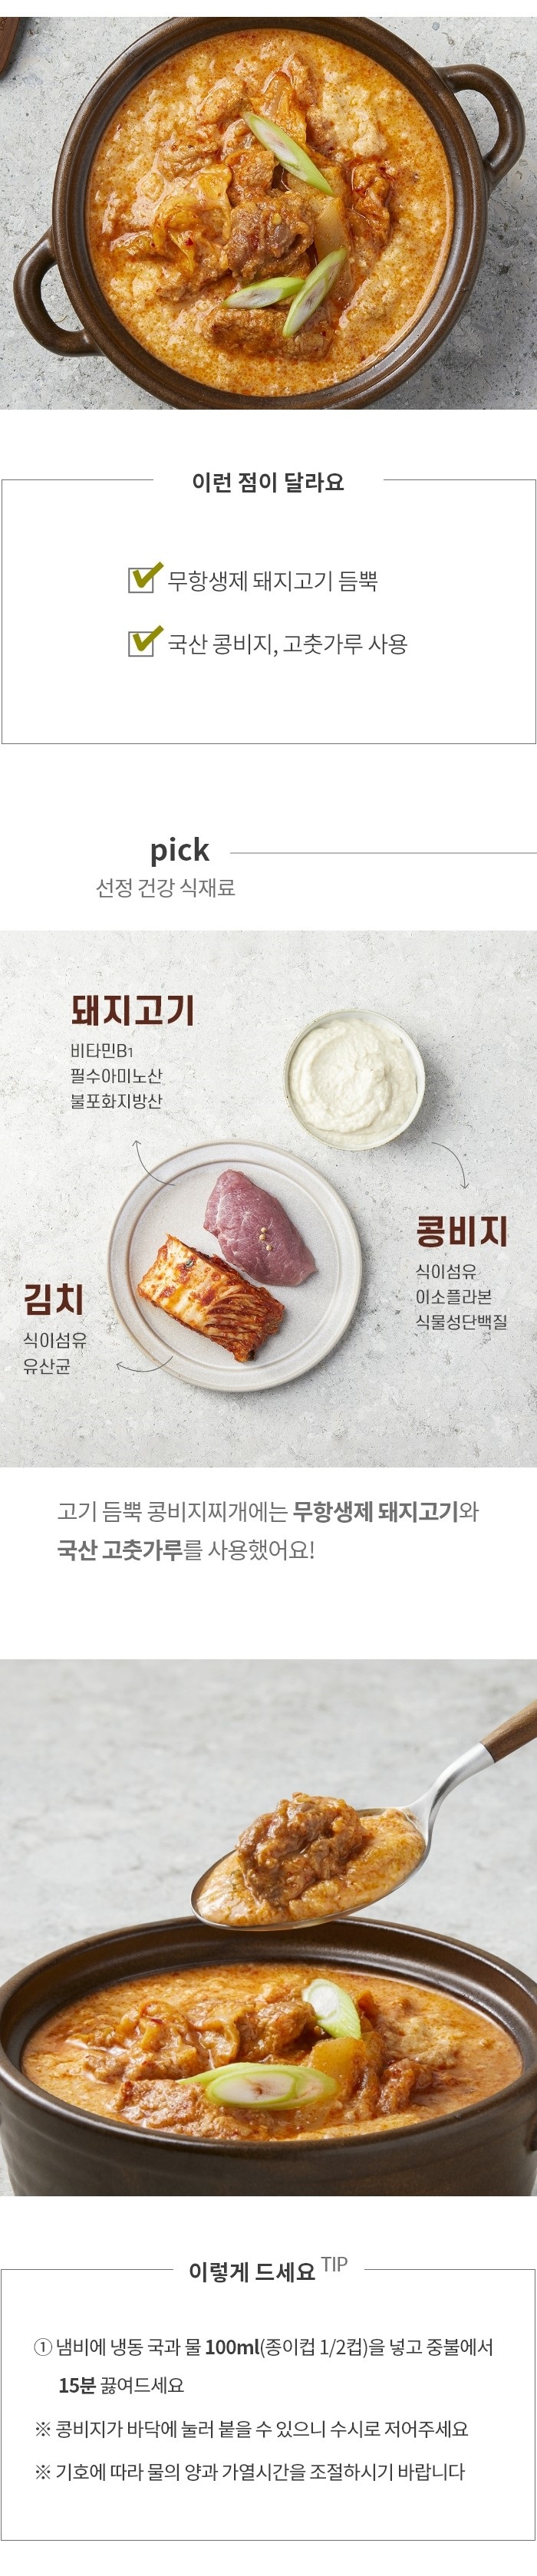 이런 점이 달라요
무항생제 돼지고기 듬뿍
국산 콩비지, 고춧가루 사용
pick
선정 건강 식재료
돼지고기
비타민B1
필수아미노산
불포화지방산
콩비지
식이섬유
이소플라본
식물성단백질
김치
식이섬유
유산균
고기 듬뿍 콩비지찌개에는 무항생제 돼지고기와
국산 고춧가루를 사용했어요!
이렇게 드세요 TIP
① 냄비에 냉동 국과 물 100ml(종이컵 1/2컵)을 넣고 중불에서
15분 끓여드세요
※ 콩비지가 바닥에 눌러 붙을 수 있으니 수시로 저어주세요
※ 기호에 따라 물의 양과 가열시간을 조절하시기 바랍니다